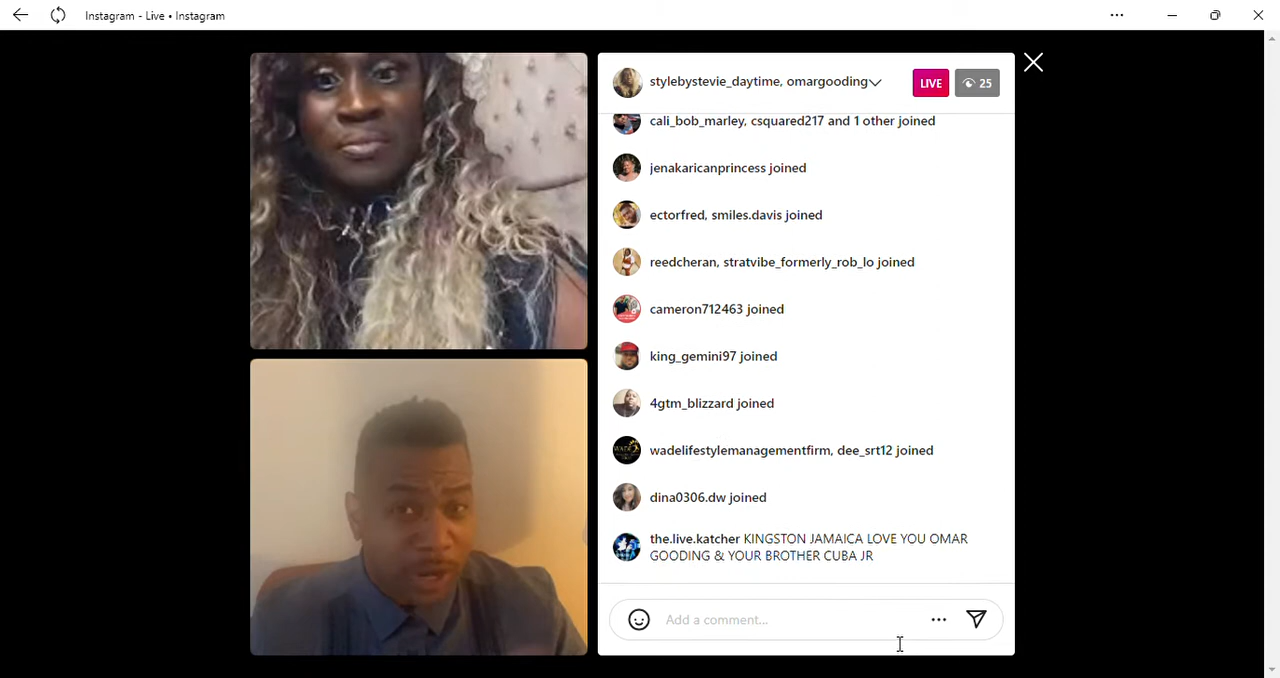 Instagram - Live • Instagram
stylebystevie_daytime, omargooding
LIVE
25
cali_bob_marley, csquared217 and 1 other joined
jenakaricanprincess joined
ectorfred, smiles.davis joined
reedcheran, stratvibe_formerly_rob_lo joined
cameron712463 joined
king_gemini97 joined
4gtm_blizzard joined
wadelifestylemanagementfirm, dee_srt12 joined
dina0306.dw joined
the.live.katcher KINGSTON JAMAICA LOVE YOU OMAR
GOODING & YOUR BROTHER CUBA JR
Add a comment...